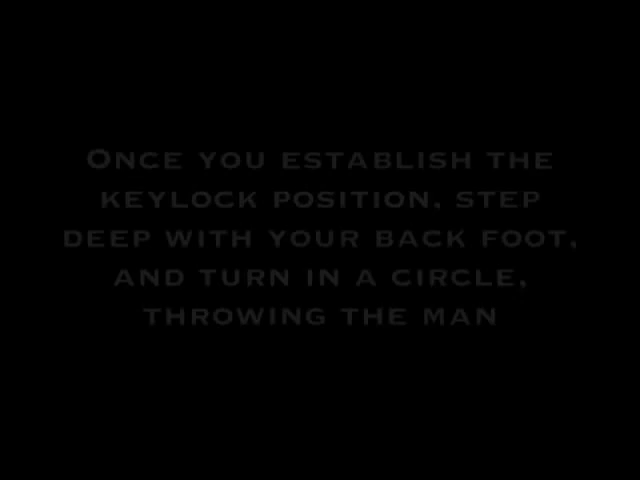 Once you establish the
keylock position, step
deep with your back foot,
and turn in a circle,
throwing the man